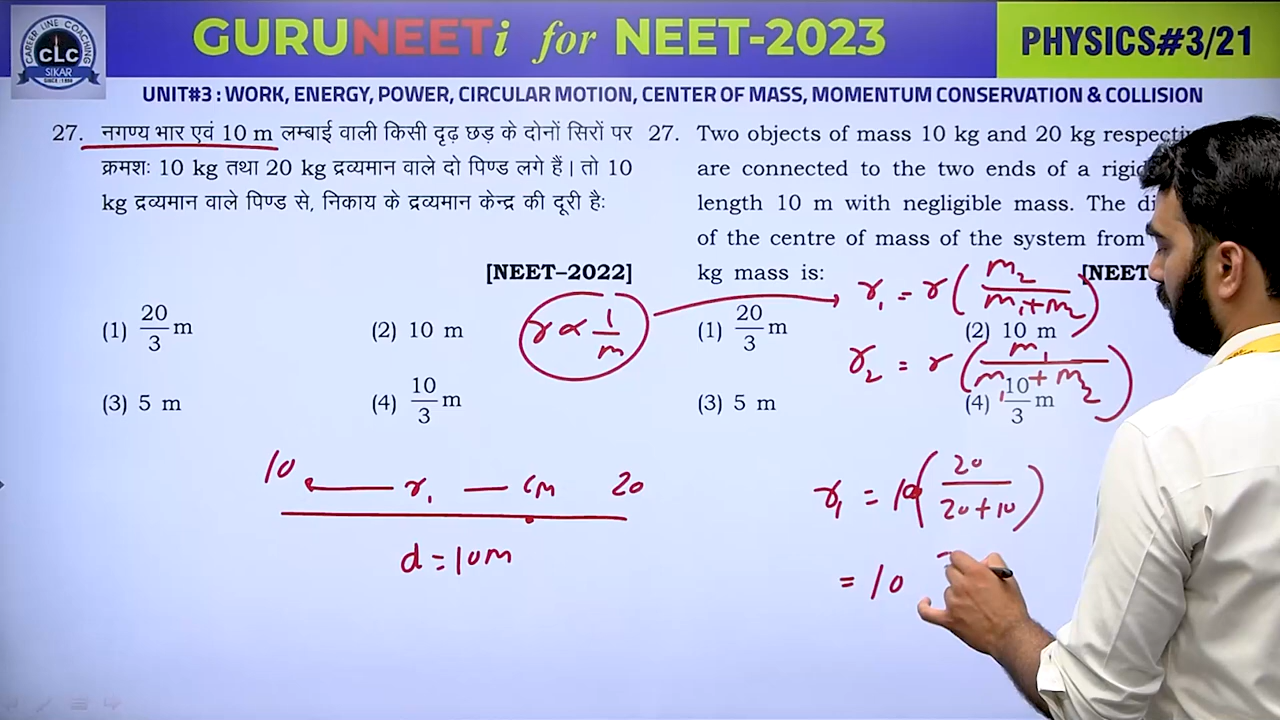 CAREER LINE COACHING
CLC
SIKAR
SINCE : 1996
GURUNEETi for NEET-2023
PHYSICS#3/21
UNIT#3 : WORK, ENERGY, POWER, CIRCULAR MOTION, CENTER OF MASS, MOMENTUM CONSERVATION & COLLISION
27. नगण्य भार एवं 10 m लम्बाई वाली किसी दृढ़ छड़ के दोनों सिरों पर
क्रमशः 10 kg तथा 20 kg द्रव्यमान वाले दो पिण्ड लगे हैं। तो 10
kg द्रव्यमान वाले पिण्ड से, निकाय के द्रव्यमान केन्द्र की दूरी हैः
[NEET–2022]
(1) 20/3 m
(2) 10 m
(3) 5 m
(4) 10/3 m
27. Two objects of mass 10 kg and 20 kg
are connected to the two ends of a
length 10 m with negligible mass. The
of the centre of mass of the system from
kg mass is:
[NEET
(1) 20/3 m
(2) 10 m
(3) 5 m
(4) 10/3 m
r ∝ 1/m
r₁ = r ( m₂ / m₁+m₂ )
r₂ = r ( m₁ / m₁+m₂ )
10 r₁ cm 20
d = 10m
r₁ = 10 ( 20 / 20+10 )
= 10